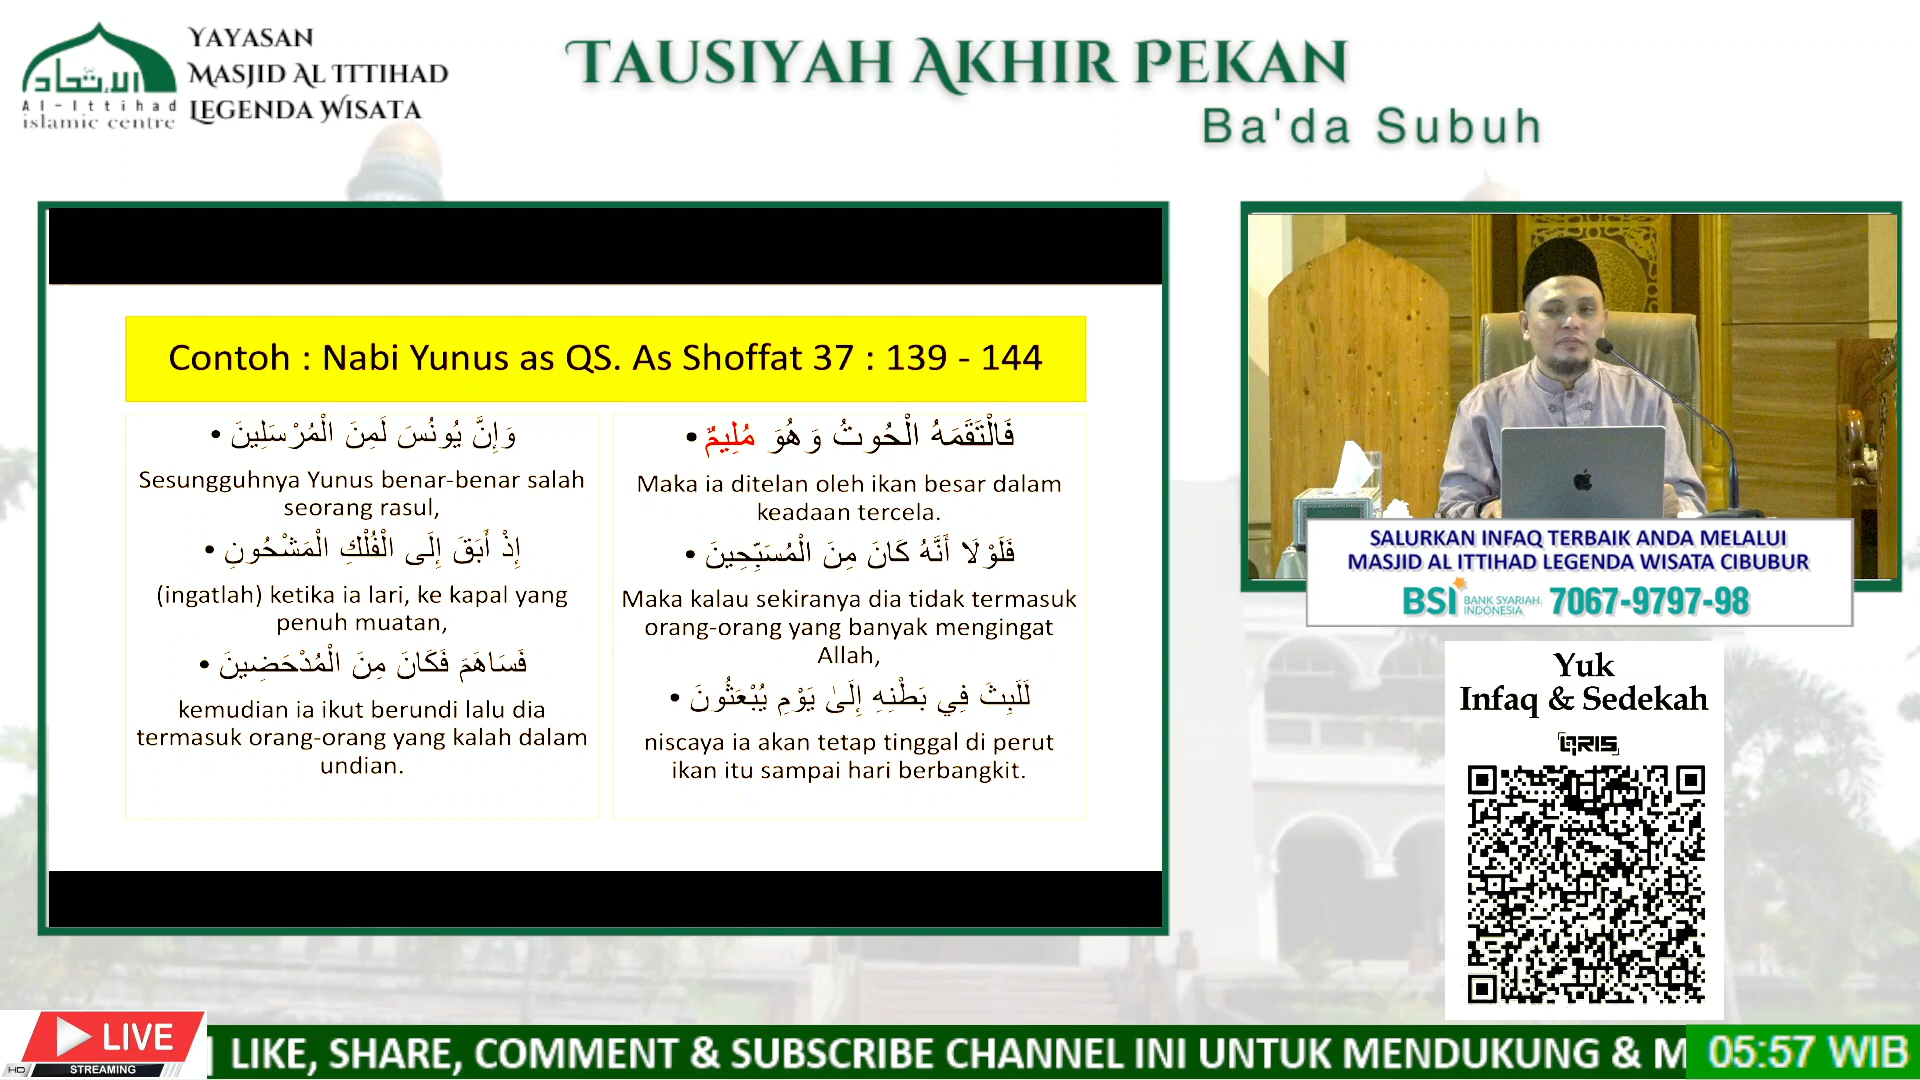 الإتحاد
Al-Ittihad
islamic centre
YAYASAN
MASJID AL ITTIHAD
LEGENDA WISATA
TAUSIYAH AKHIR PEKAN
Ba'da Subuh
Contoh : Nabi Yunus as QS. As Shoffat 37 : 139 - 144
• وَإِنَّ يُونُسَ لَمِنَ الْمُرْسَلِينَ
Sesungguhnya Yunus benar-benar salah
seorang rasul,
• إِذْ أَبَقَ إِلَى الْفُلْكِ الْمَشْحُونِ
(ingatlah) ketika ia lari, ke kapal yang
penuh muatan,
• فَسَاهَمَ فَكَانَ مِنَ الْمُدْحَضِينَ
kemudian ia ikut berundi lalu dia
termasuk orang-orang yang kalah dalam
undian.
• فَالْتَقَمَهُ الْحُوتُ وَهُوَ مُلِيمٌ
Maka ia ditelan oleh ikan besar dalam
keadaan tercela.
• فَلَوْلَا أَنَّهُ كَانَ مِنَ الْمُسَبِّحِينَ
Maka kalau sekiranya dia tidak termasuk
orang-orang yang banyak mengingat
Allah,
• لَلَبِثَ فِي بَطْنِهِ إِلَىٰ يَوْمِ يُبْعَثُونَ
niscaya ia akan tetap tinggal di perut
ikan itu sampai hari berbangkit.
SALURKAN INFAQ TERBAIK ANDA MELALUI
MASJID AL ITTIHAD LEGENDA WISATA CIBUBUR
BSI BANK SYARIAH INDONESIA 7067-9797-98
Yuk
Infaq & Sedekah
QRIS
LIVE
HD STREAMING
| LIKE, SHARE, COMMENT & SUBSCRIBE CHANNEL INI UNTUK MENDUKUNG & M
05:57 WIB